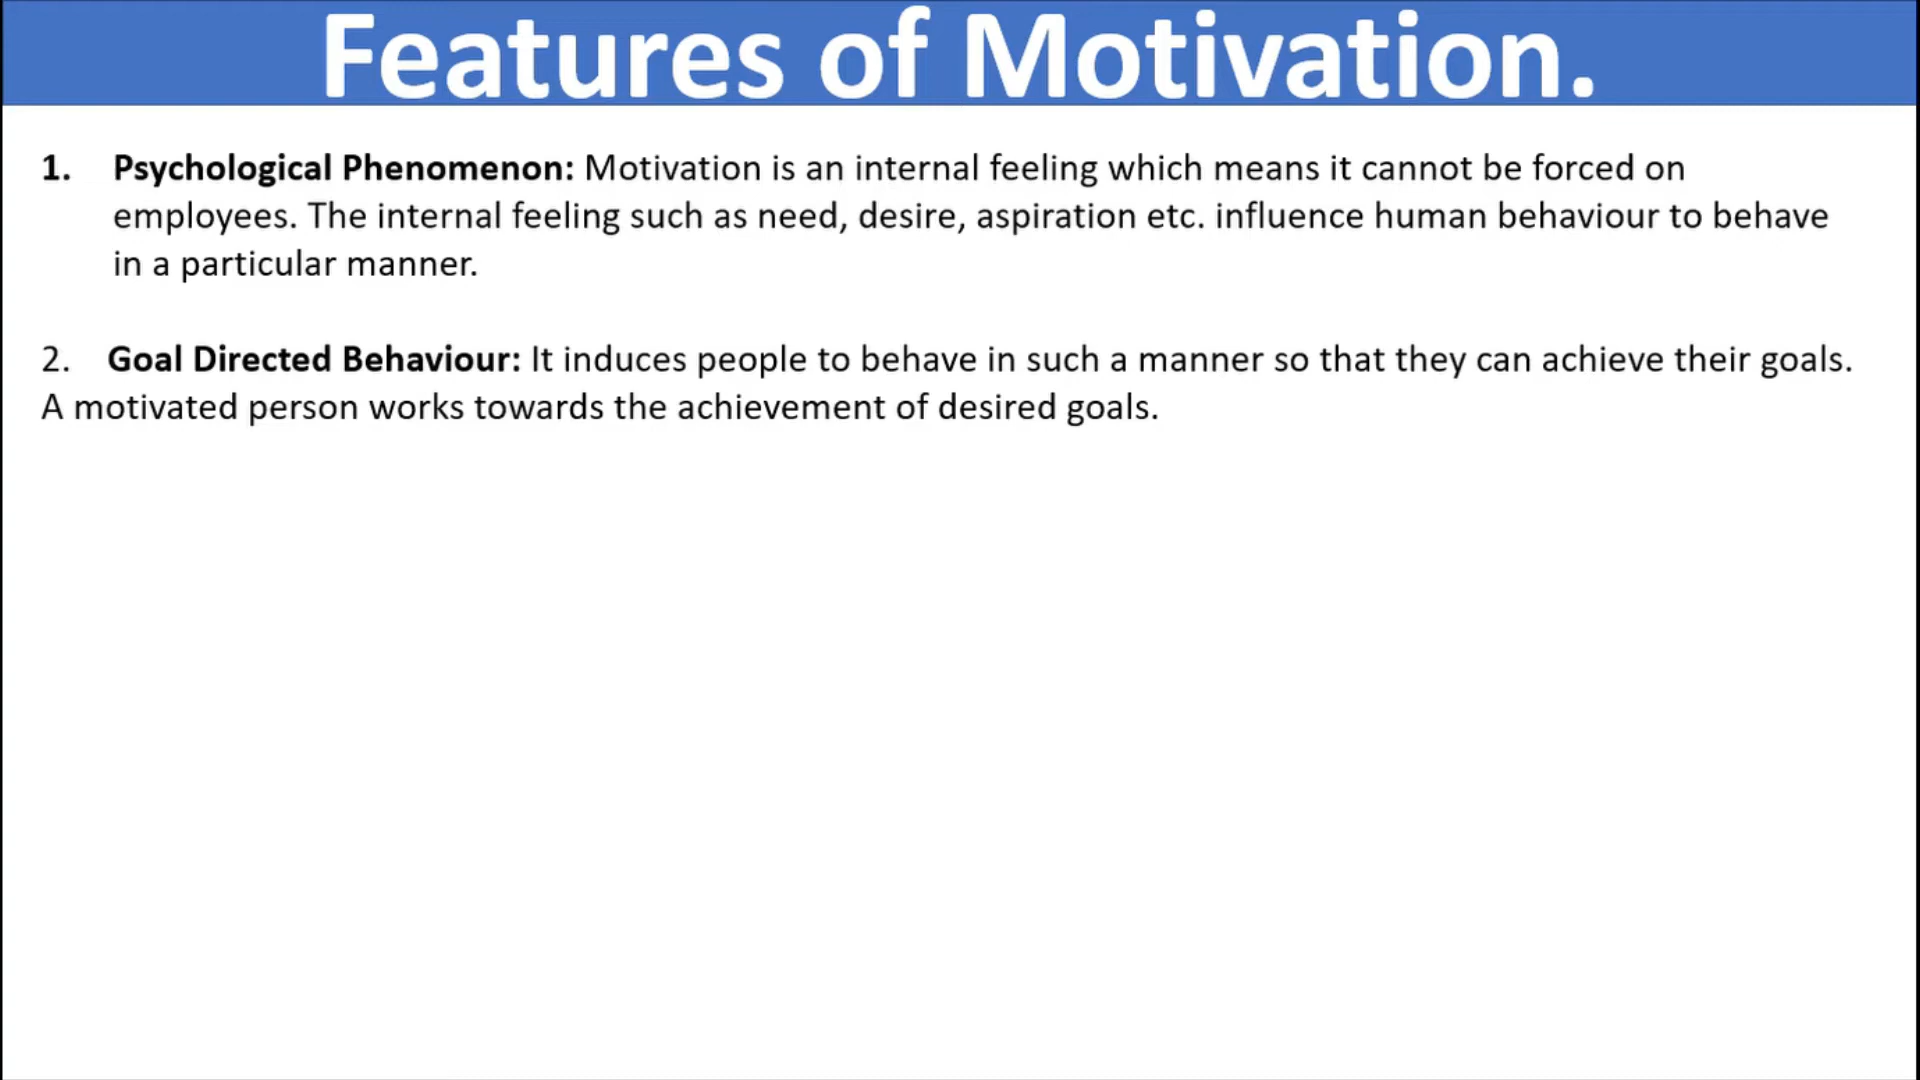 Features of Motivation.
1. Psychological Phenomenon: Motivation is an internal feeling which means it cannot be forced on
employees. The internal feeling such as need, desire, aspiration etc. influence human behaviour to behave
in a particular manner.
2. Goal Directed Behaviour: It induces people to behave in such a manner so that they can achieve their goals.
A motivated person works towards the achievement of desired goals.